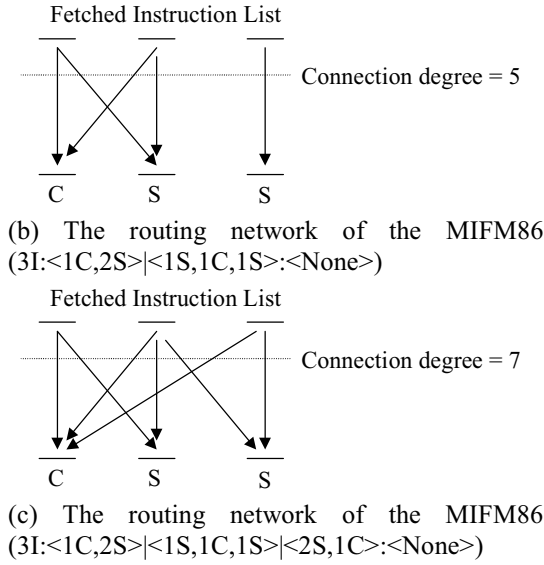 Fetched Instruction List
Connection degree = 5
C S S
(b) The routing network of the MIFM86
(3I:<1C,2S>|<1S,1C,1S>:<None>)
Fetched Instruction List
Connection degree = 7
C S S
(c) The routing network of the MIFM86
(3I:<1C,2S>|<1S,1C,1S>|<2S,1C>:<None>)